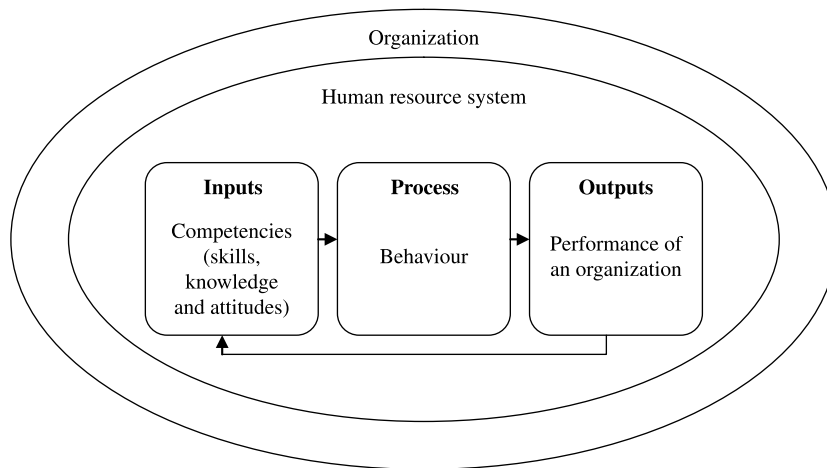 Organization
Human resource system
Inputs
Competencies
(skills,
knowledge
and attitudes)
Process
Behaviour
Outputs
Performance of
an organization